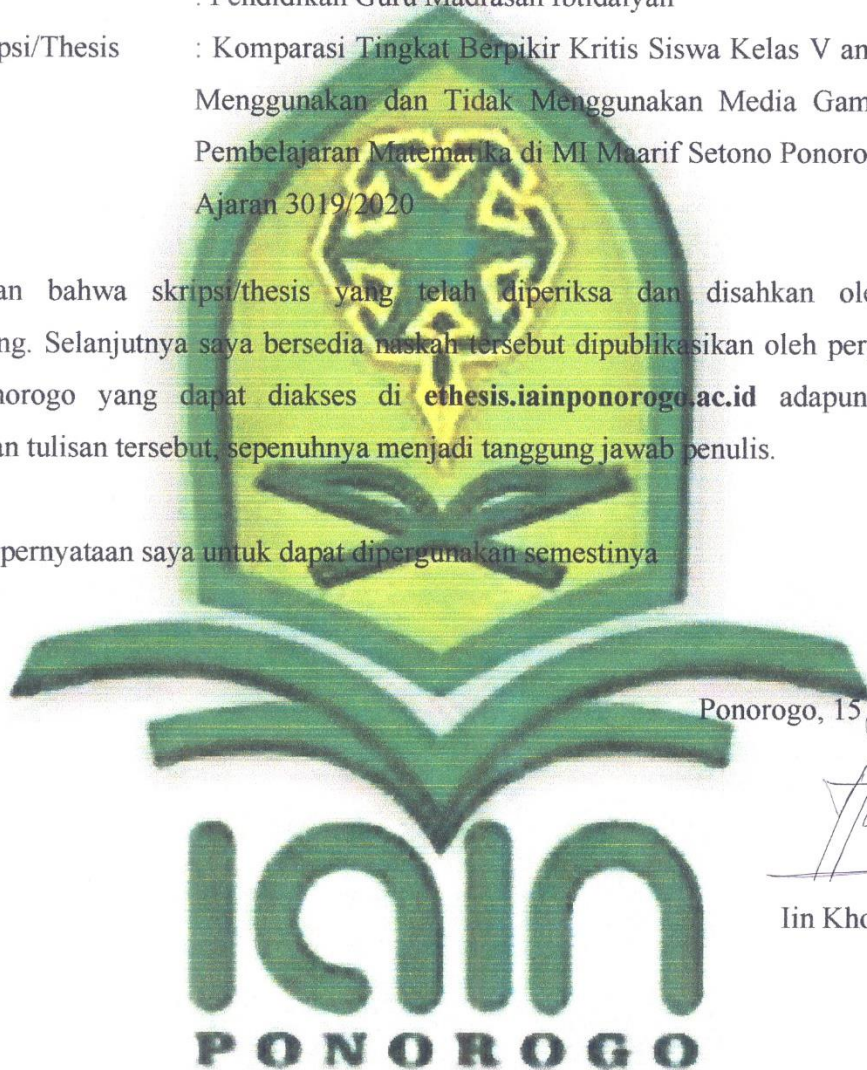 : Pendidikan Guru Madrasah Ibtidaiyah
psi/Thesis : Komparasi Tingkat Berpikir Kritis Siswa Kelas V an
Menggunakan dan Tidak Menggunakan Media Gam
Pembelajaran Matematika di MI Maarif Setono Ponoro
Ajaran 3019/2020
an bahwa skripsi/thesis yang telah diperiksa dan disahkan ole
ng. Selanjutnya saya bersedia naskah tersebut dipublikasikan oleh per
norogo yang dapat diakses di ethesis.iainponorogo.ac.id adapun
an tulisan tersebut, sepenuhnya menjadi tanggung jawab penulis.
pernyataan saya untuk dapat dipergunakan semestinya
Ponorogo, 15
Iin Kho
iain
PONOROGO